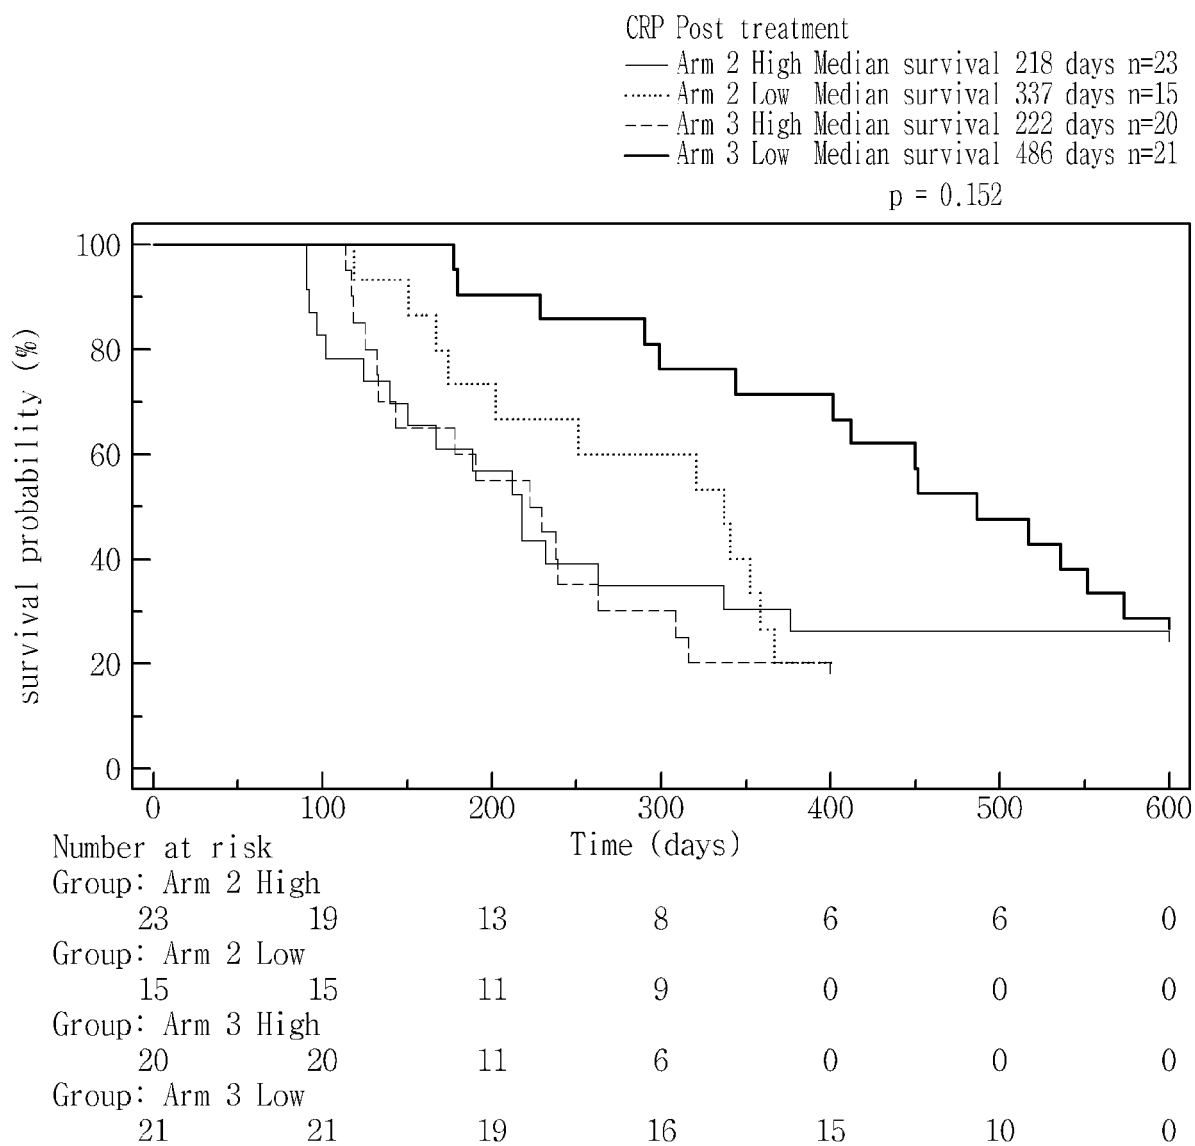 CRP Post treatment
Arm 2 High Median survival 218 days n=23
Arm 2 Low Median survival 337 days n=15
Arm 3 High Median survival 222 days n=20
Arm 3 Low Median survival 486 days n=21
p = 0.152
survival probability (%)
100
80
60
40
20
0
0 100 200 300 400 500 600
Time (days)
Number at risk
Group: Arm 2 High
23 19 13 8 6 6 0
Group: Arm 2 Low
15 15 11 9 0 0 0
Group: Arm 3 High
20 20 11 6 0 0 0
Group: Arm 3 Low
21 21 19 16 15 10 0